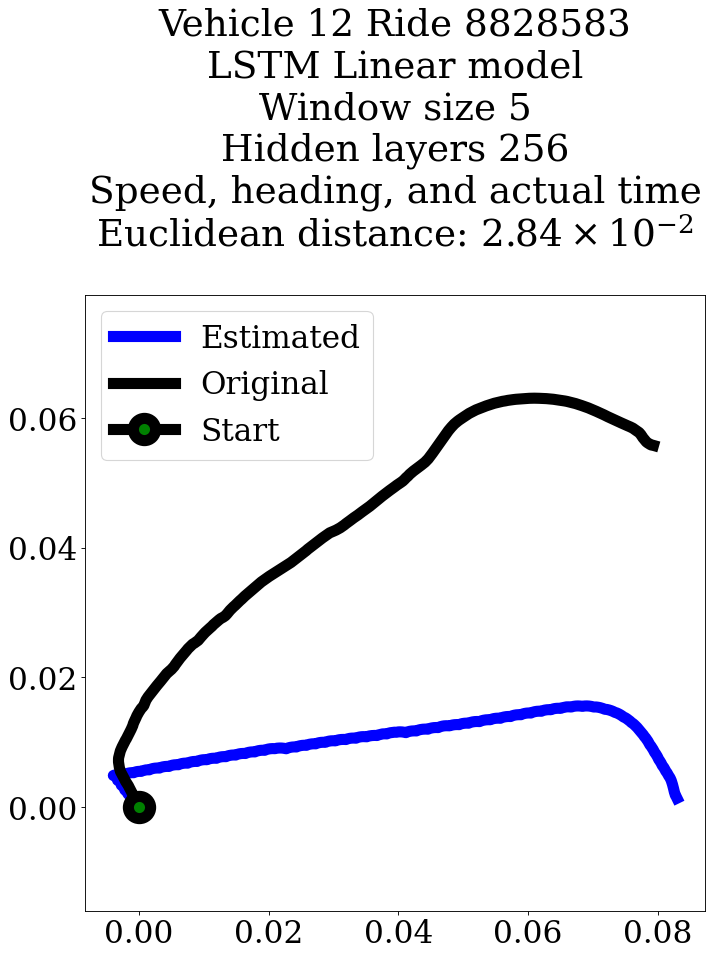 Vehicle 12 Ride 8828583
LSTM Linear model
Window size 5
Hidden layers 256
Speed, heading, and actual time
Euclidean distance: 2.84 × 10⁻²
Estimated
Original
Start
0.06
0.04
0.02
0.00
0.00 0.02 0.04 0.06 0.08